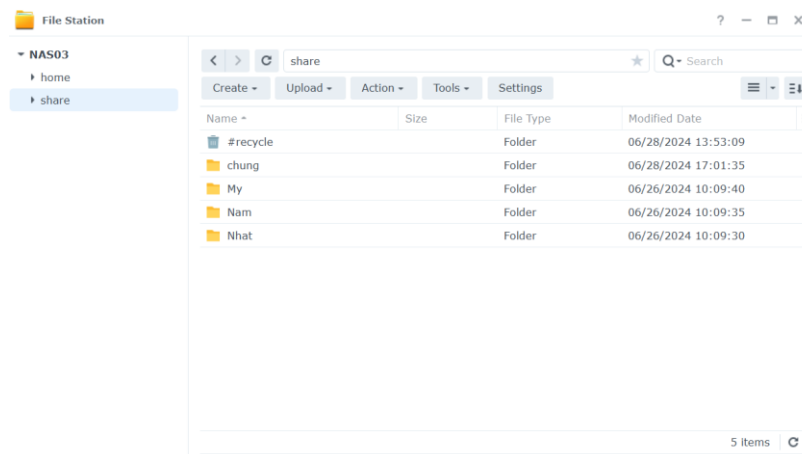 File Station
?
NAS03
home
share
share
Search
Create
Upload
Action
Tools
Settings
Name Size File Type Modified Date
#recycle Folder 06/28/2024 13:53:09
chung Folder 06/28/2024 17:01:35
My Folder 06/26/2024 10:09:40
Nam Folder 06/26/2024 10:09:35
Nhat Folder 06/26/2024 10:09:30
5 items